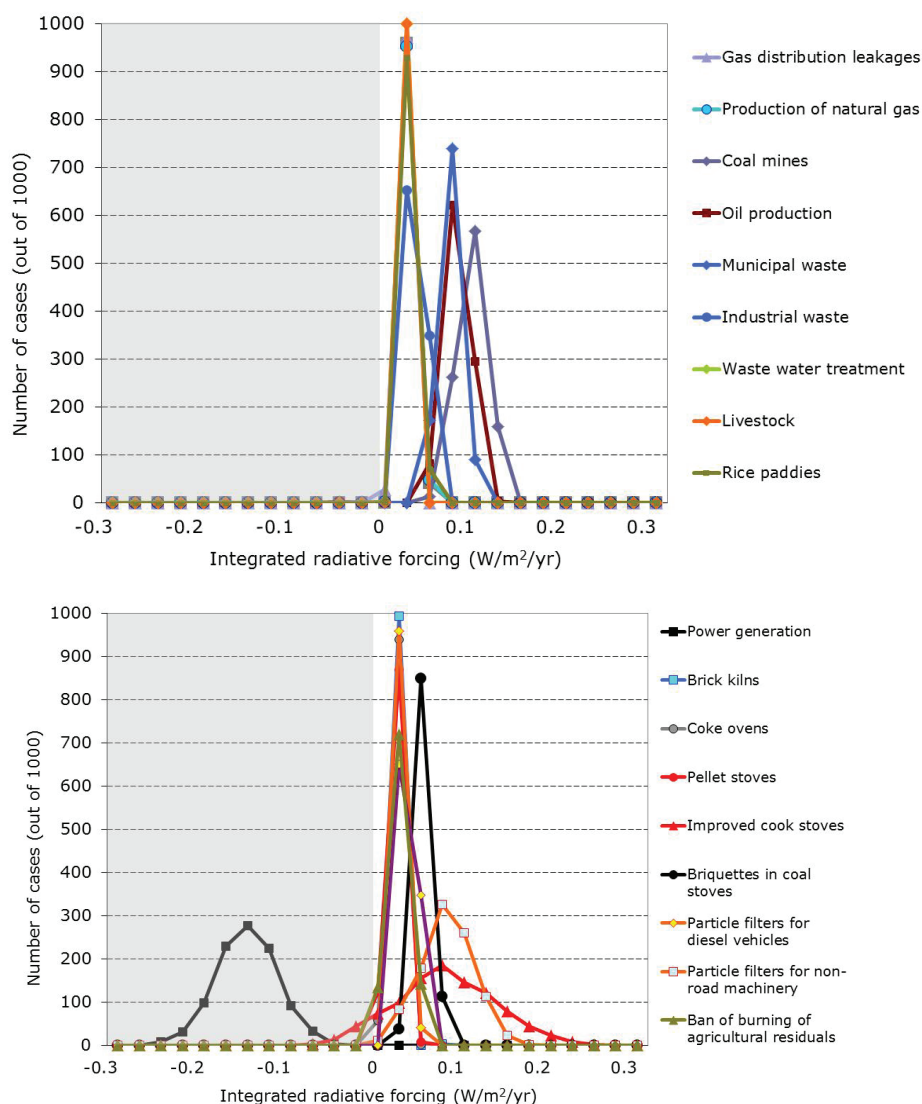 1000
900
800
700
600
500
400
300
200
100
0
Number of cases (out of 1000)
-0.3 -0.2 -0.1 0 0.1 0.2 0.3
Integrated radiative forcing (W/m²/yr)
Gas distribution leakages
Production of natural gas
Coal mines
Oil production
Municipal waste
Industrial waste
Waste water treatment
Livestock
Rice paddies
1000
900
800
700
600
500
400
300
200
100
0
Number of cases (out of 1000)
-0.3 -0.2 -0.1 0 0.1 0.2 0.3
Integrated radiative forcing (W/m²/yr)
Power generation
Brick kilns
Coke ovens
Pellet stoves
Improved cook stoves
Briquettes in coal
stoves
Particle filters for
diesel vehicles
Particle filters for non-
road machinery
Ban of burning of
agricultural residuals